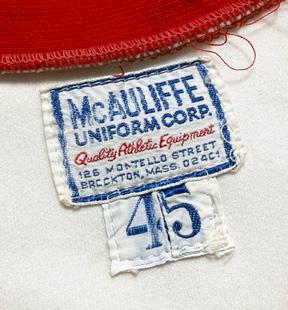 McAULIFFE
UNIFORM CORP.
Quality Athletic Equipment
126 MONTELLO STREET
BROCKTON, MASS. 02401
45